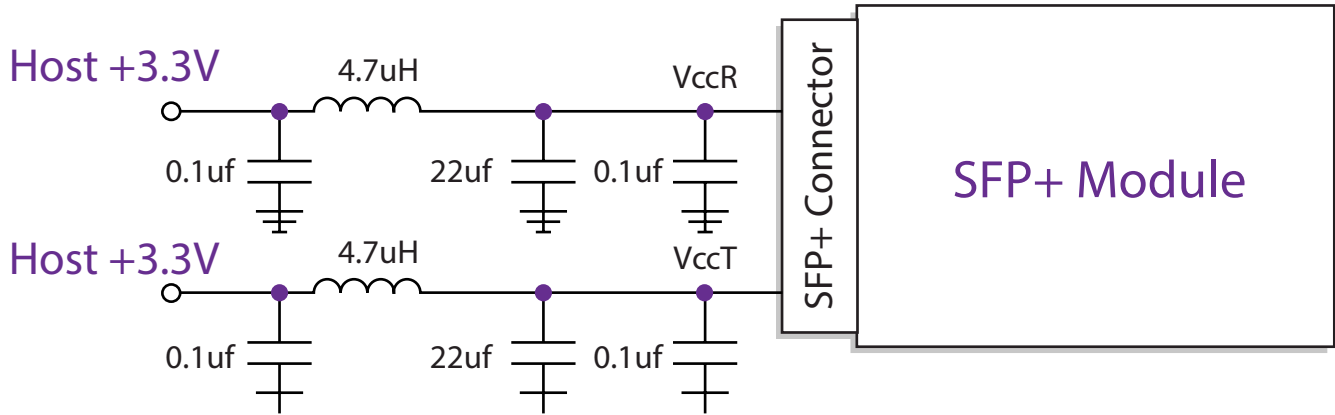 Host +3.3V
4.7uH
VccR
0.1uf
22uf
0.1uf
Host +3.3V
4.7uH
VccT
0.1uf
22uf
0.1uf
SFP+ Connector
SFP+ Module